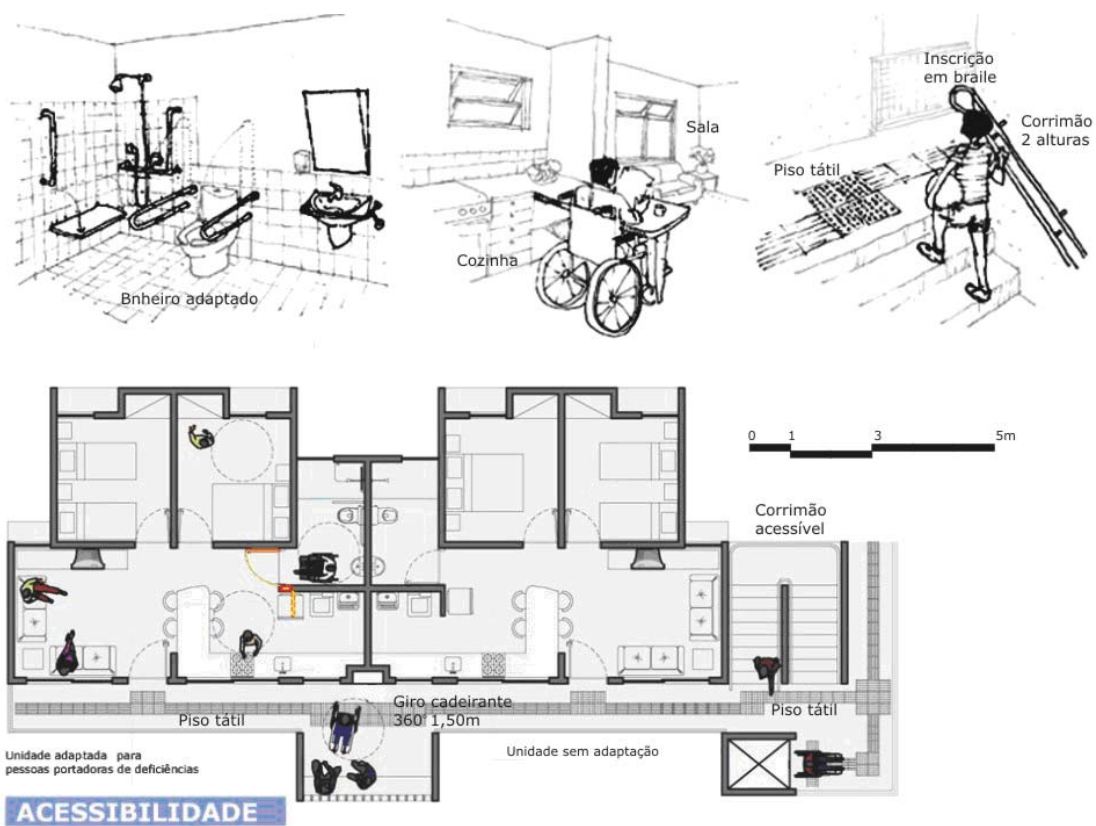 Inscrição
em braile
Corrimão
2 alturas
Sala
Piso tátil
Cozinha
Bnheiro adaptado
0 1 3 5m
Corrimão
acessível
Giro cadeirante
360° 1,50m
Piso tátil
Piso tátil
Unidade sem adaptação
Unidade adaptada para
pessoas portadoras de deficiências
ACESSIBILIDADE